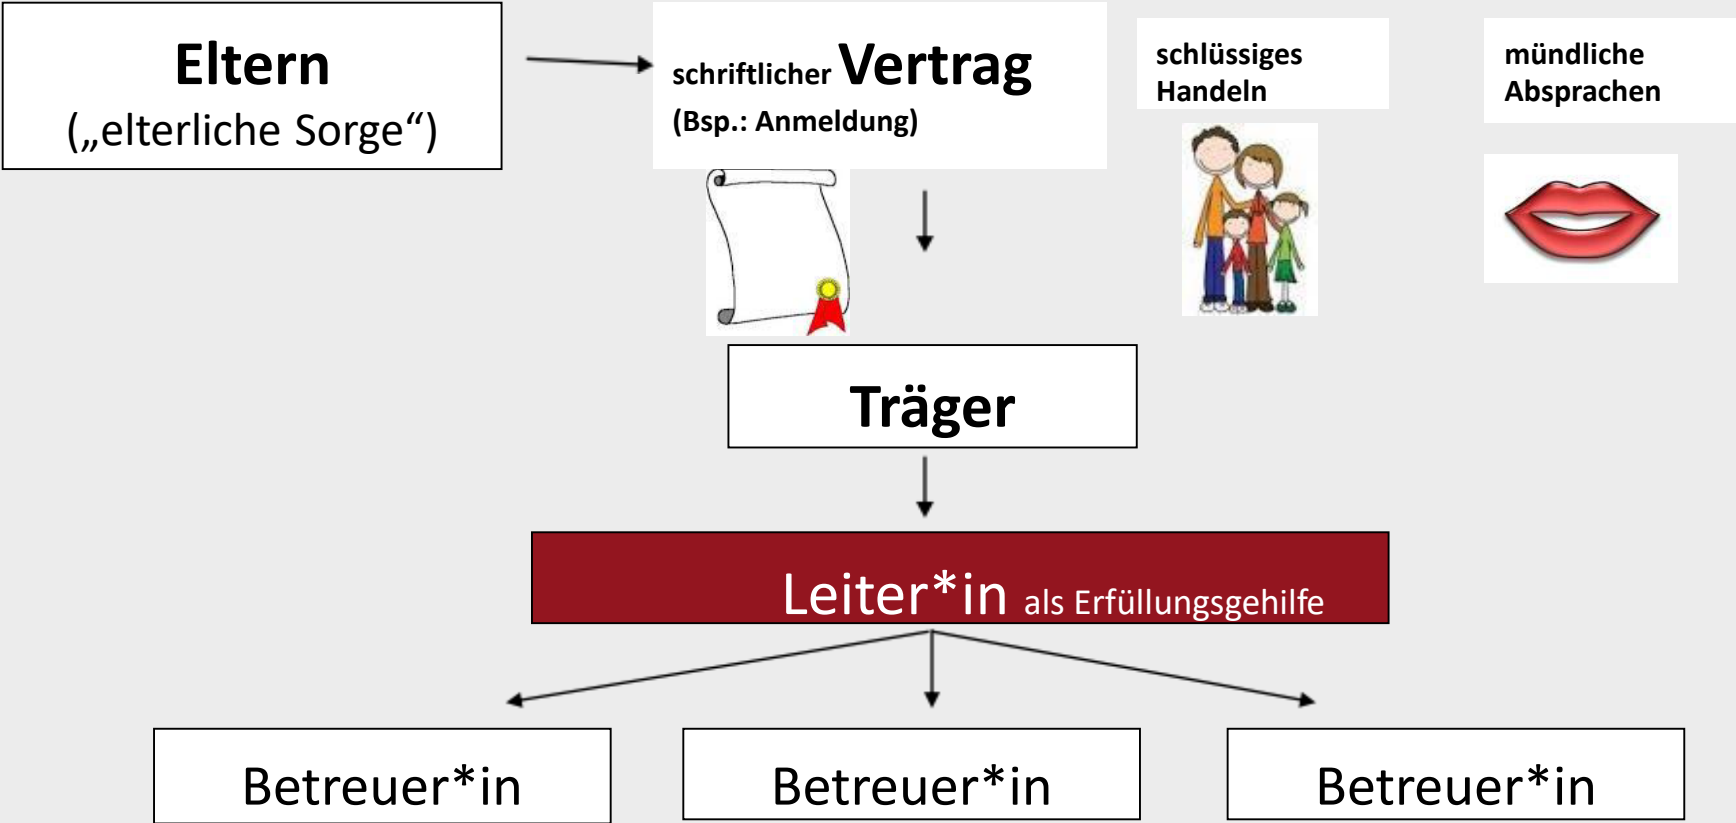 Eltern
(„elterliche Sorge“)
schriftlicher Vertrag
(Bsp.: Anmeldung)
schlüssiges
Handeln
mündliche
Absprachen
Träger
Leiter*in als Erfüllungsgehilfe
Betreuer*in
Betreuer*in
Betreuer*in